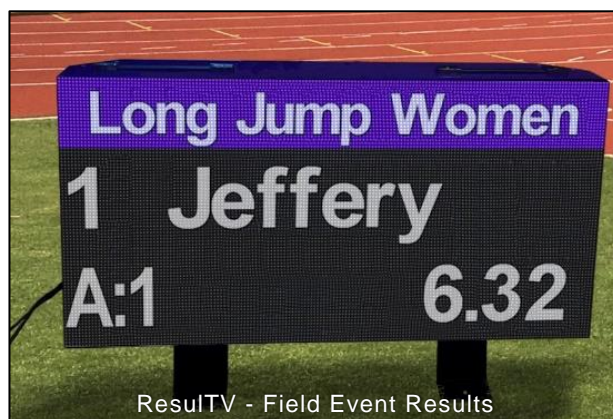 Long Jump Women
1 Jeffery
A:1 6.32
ResulTV - Field Event Results